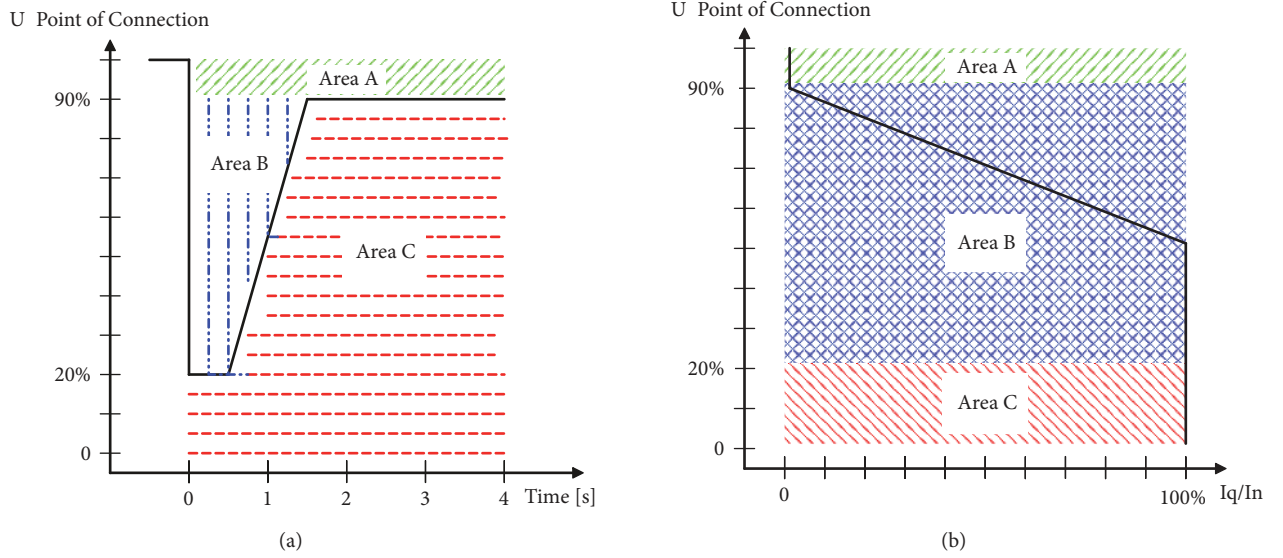 U Point of Connection
90%
20%
0
Area A
Area B
Area C
0 1 2 3 4 Time [s]
(a)
U Point of Connection
90%
20%
0
Area A
Area B
Area C
0 100% Iq/In
(b)